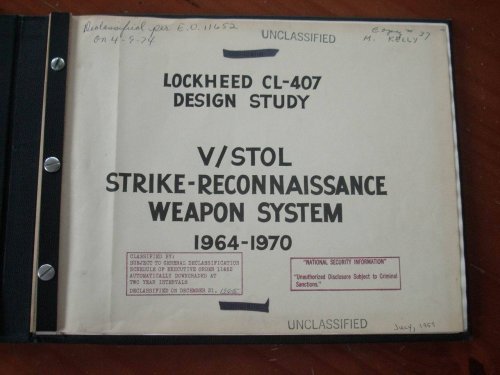 Declassified per E.O. 11652
on 4-9-74
UNCLASSIFIED
Copy # 37
M. KELLY
LOCKHEED CL-407
DESIGN STUDY
V/STOL
STRIKE-RECONNAISSANCE
WEAPON SYSTEM
1964-1970
CLASSIFIED BY:
SUBJECT TO GENERAL DECLASSIFICATION
SCHEDULE OF EXECUTIVE ORDER 11652
AUTOMATICALLY DOWNGRADED AT
TWO YEAR INTERVALS
DECLASSIFIED ON DECEMBER 31,
"NATIONAL SECURITY INFORMATION"
"Unauthorized Disclosure Subject to Criminal
Sanctions."
UNCLASSIFIED
July, 1959